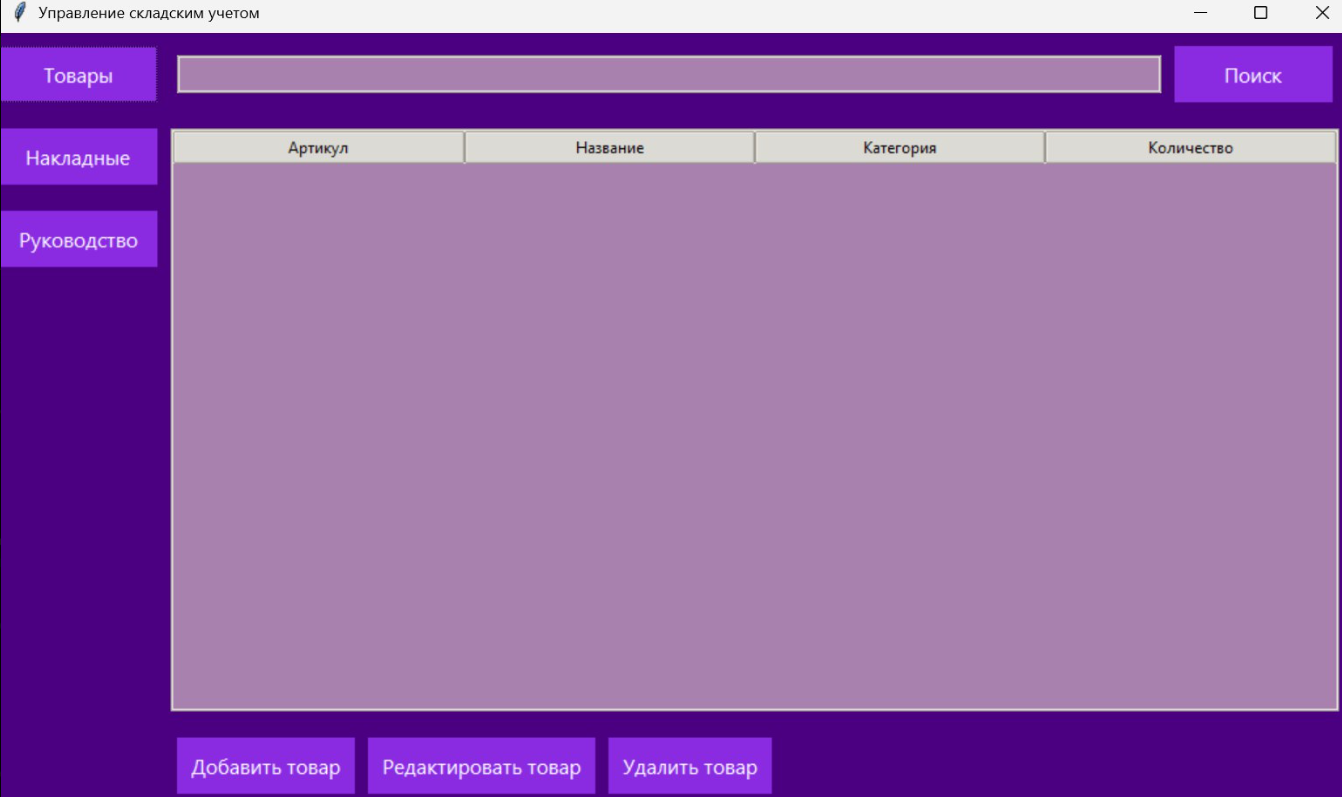 Управление складским учетом
Товары
Поиск
Накладные
Руководство
Артикул Название Категория Количество
Добавить товар Редактировать товар Удалить товар